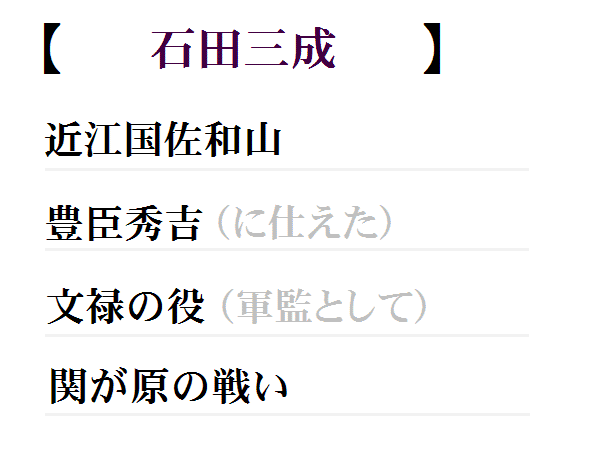 【 石田三成 】
近江国佐和山
豊臣秀吉（に仕えた）
文禄の役（軍監として）
関が原の戦い